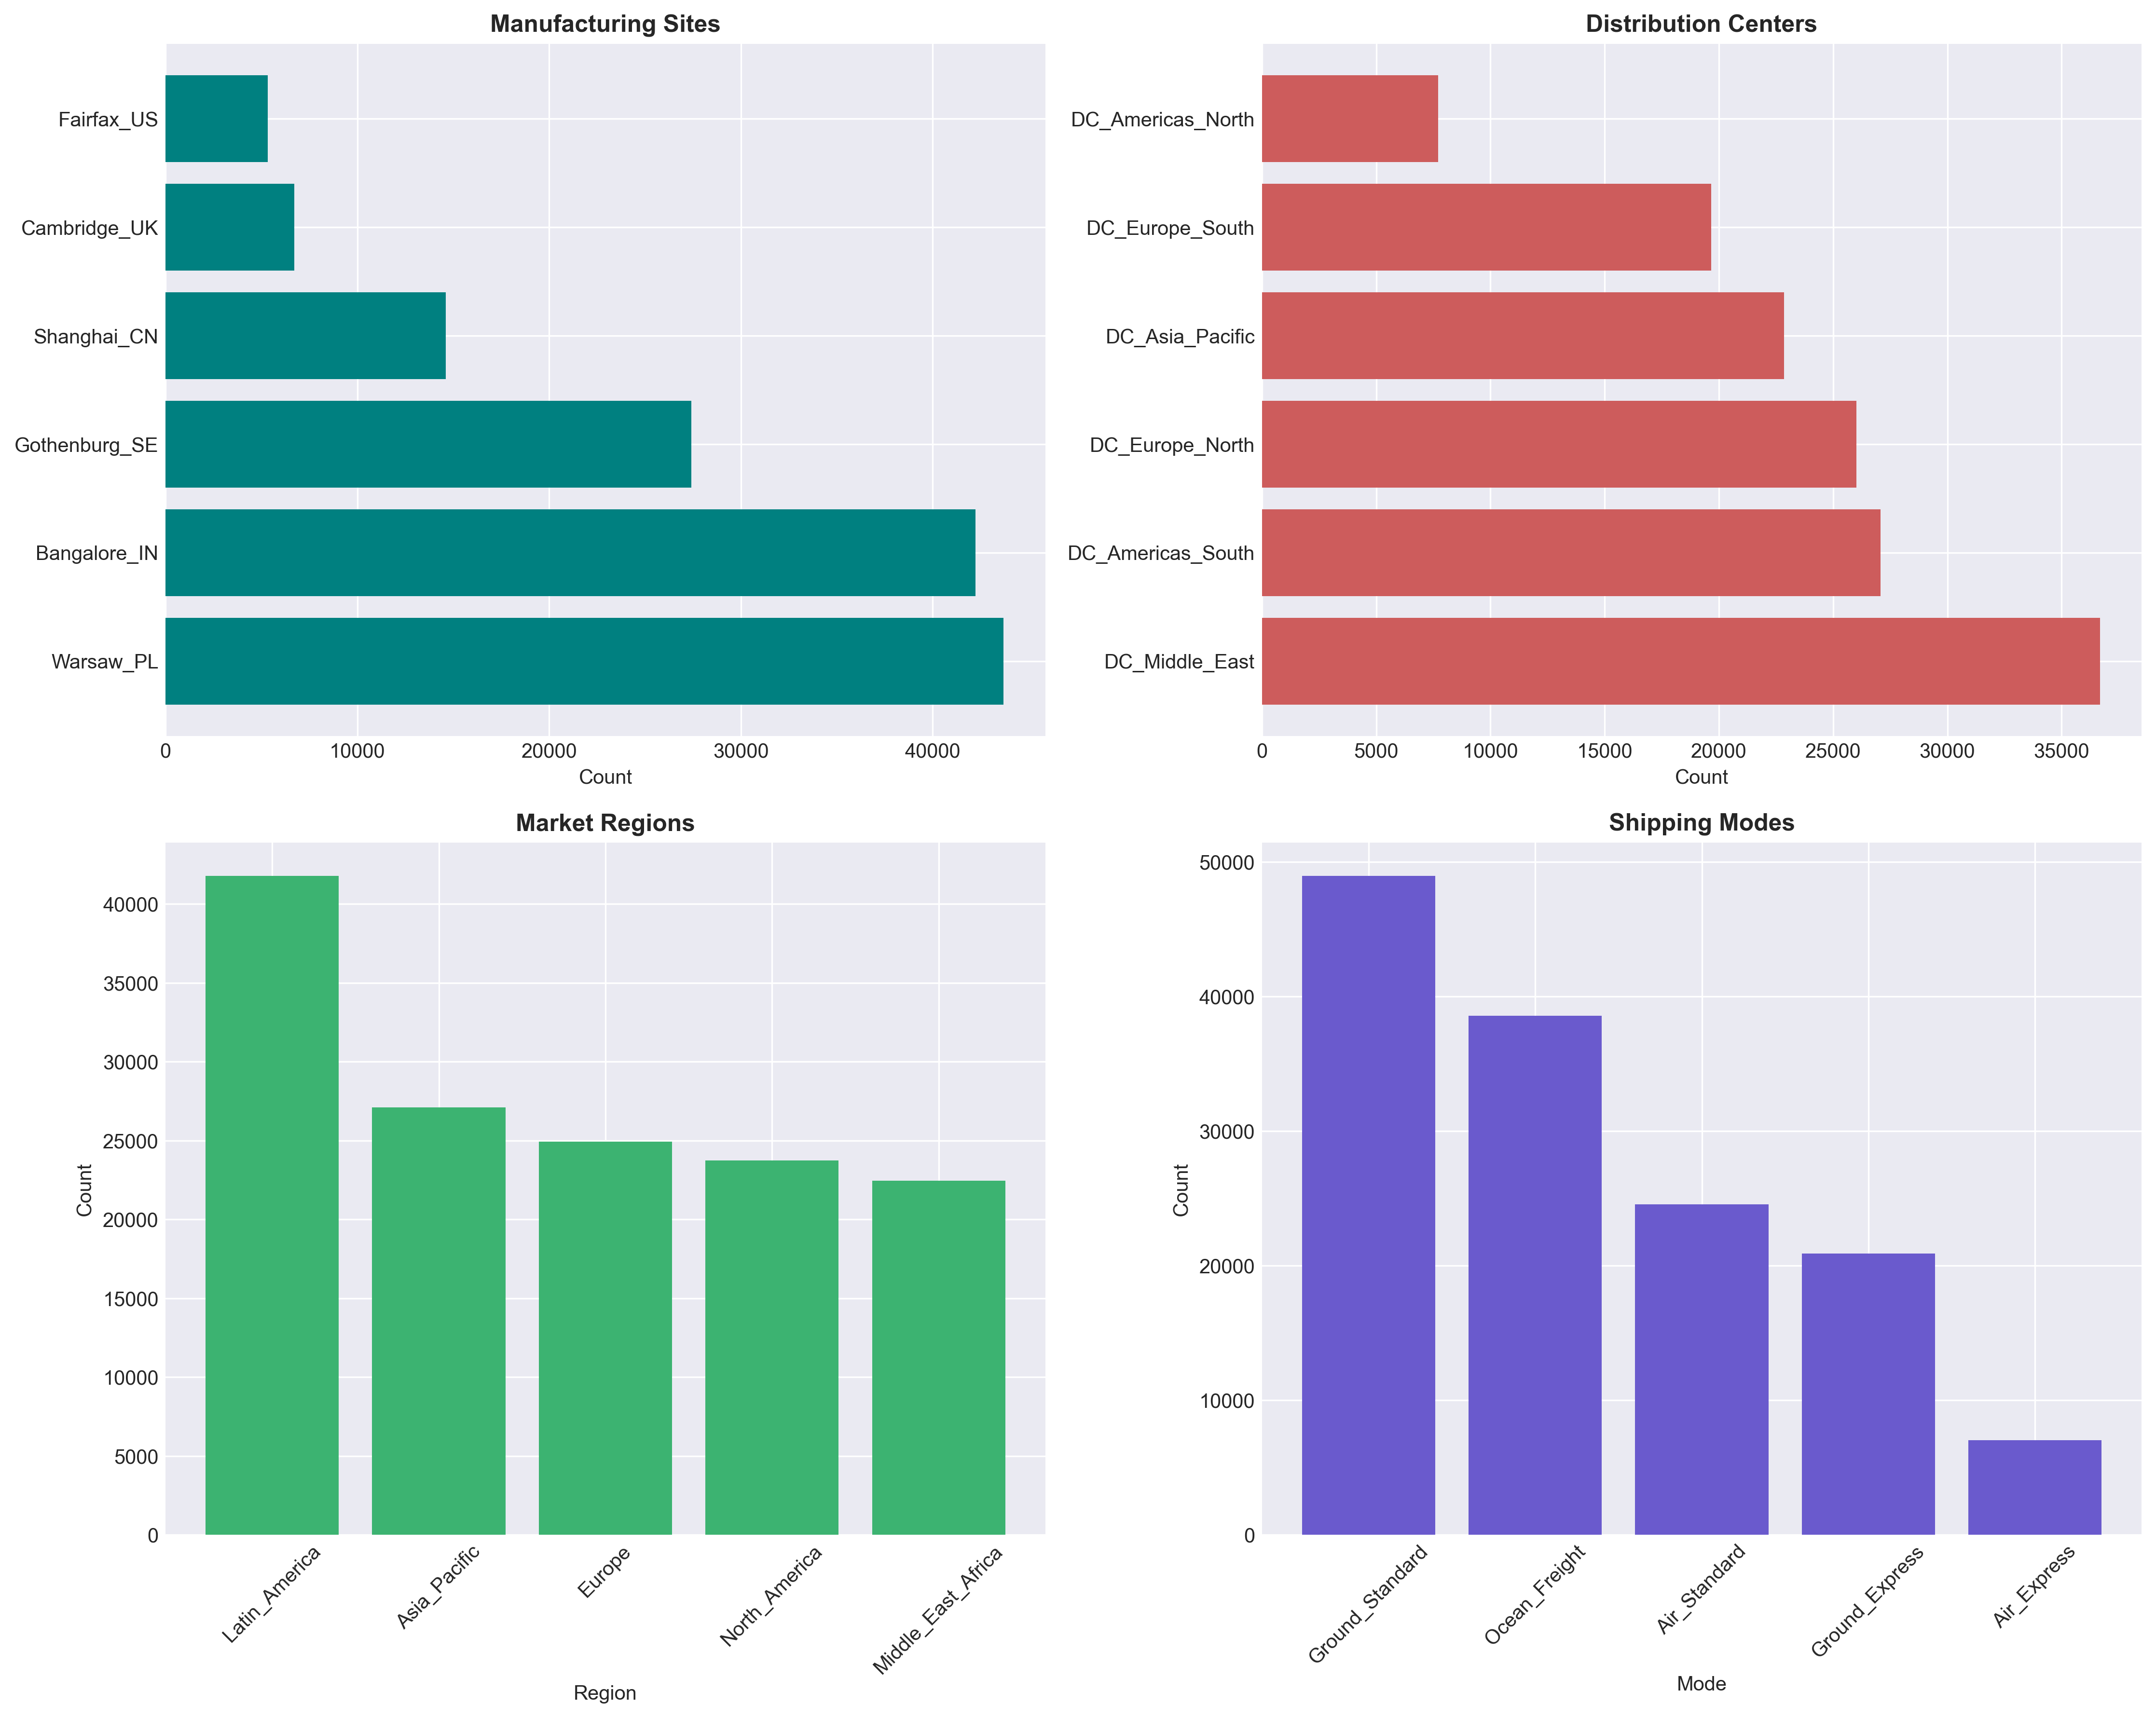 Manufacturing Sites
Fairfax_US
Cambridge_UK
Shanghai_CN
Gothenburg_SE
Bangalore_IN
Warsaw_PL
0 10000 20000 30000 40000
Count
Distribution Centers
DC_Americas_North
DC_Europe_South
DC_Asia_Pacific
DC_Europe_North
DC_Americas_South
DC_Middle_East
0 5000 10000 15000 20000 25000 30000 35000
Count
Market Regions
Count
40000
35000
30000
25000
20000
15000
10000
5000
0
Latin_America Asia_Pacific Europe North_America Middle_East_Africa
Region
Shipping Modes
Count
50000
40000
30000
20000
10000
0
Ground_Standard Ocean_Freight Air_Standard Ground_Express Air_Express
Mode